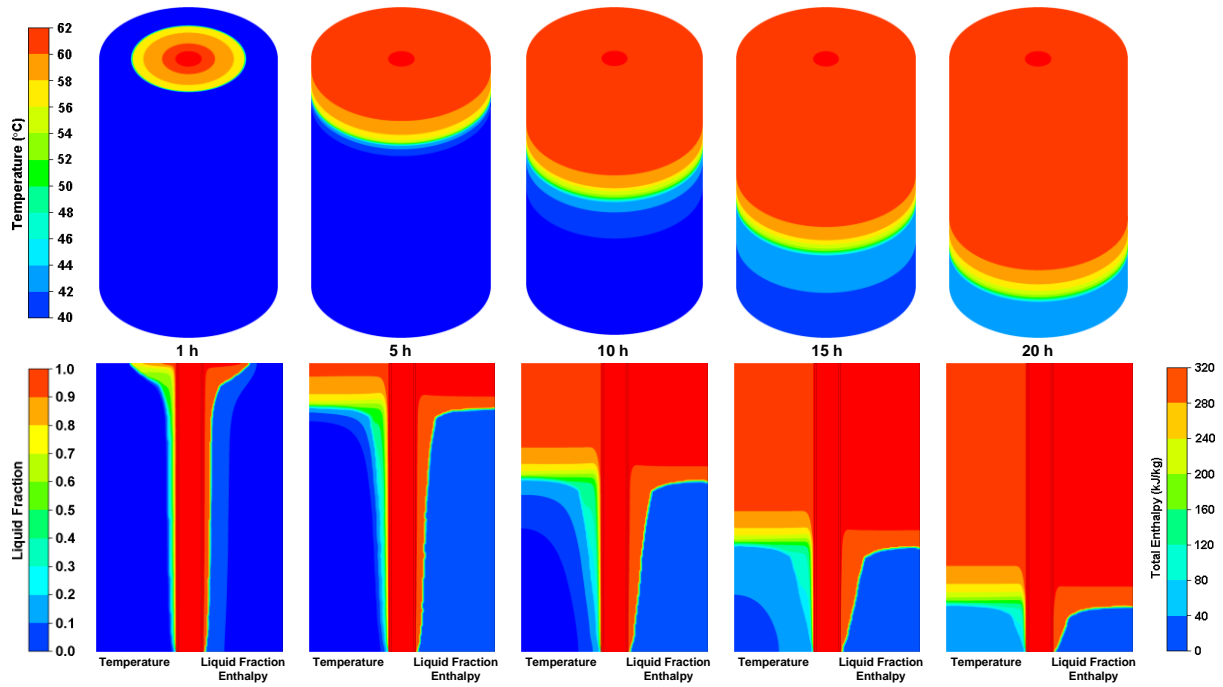 62
60
58
56
54
52
50
48
46
44
42
40
Temperature (°C)
1 h
5 h
10 h
15 h
20 h
1.0
0.9
0.8
0.7
0.6
0.5
0.4
0.3
0.2
0.1
0.0
Liquid Fraction
320
280
240
200
160
120
80
40
0
Total Enthalpy (kJ/kg)
Temperature
Liquid Fraction
Enthalpy
Temperature
Liquid Fraction
Enthalpy
Temperature
Liquid Fraction
Enthalpy
Temperature
Liquid Fraction
Enthalpy
Temperature
Liquid Fraction
Enthalpy